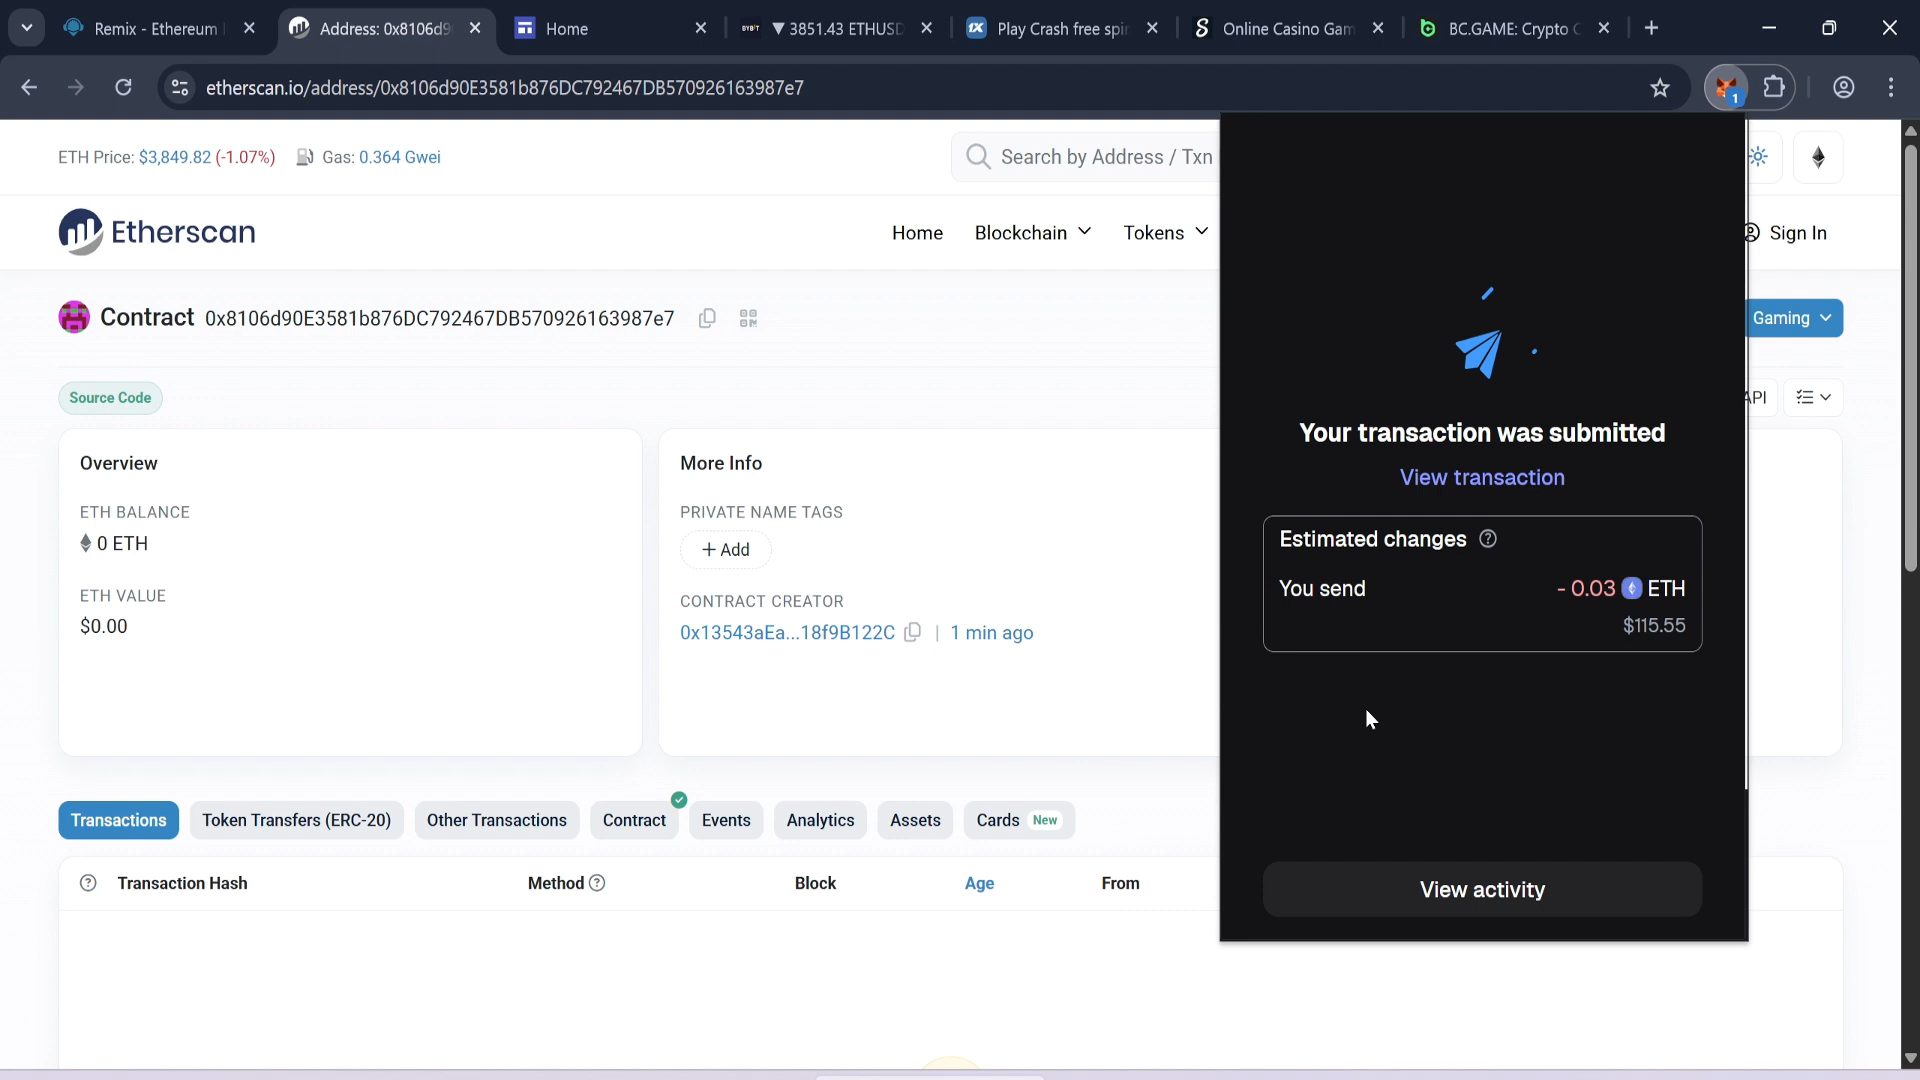 Remix - Ethereum
Address: 0x8106d9
Home
BYBIT ▼ 3851.43 ETHUSD
1X Play Crash free spin
Online Casino Gam
BC.GAME: Crypto C
etherscan.io/address/0x8106d90E3581b876DC792467DB570926163987e7
1
ETH Price: $3,849.82 (-1.07%)
Gas: 0.364 Gwei
Search by Address / Txn
Etherscan
Home
Blockchain
Tokens
Sign In
Contract 0x8106d90E3581b876DC792467DB570926163987e7
Gaming
Source Code
API
Overview
ETH BALANCE
0 ETH
ETH VALUE
$0.00
More Info
PRIVATE NAME TAGS
+ Add
CONTRACT CREATOR
0x13543aEa...18f9B122C | 1 min ago
Your transaction was submitted
View transaction
Estimated changes ?
You send
- 0.03 ETH
$115.55
View activity
Transactions
Token Transfers (ERC-20)
Other Transactions
Contract
Events
Analytics
Assets
Cards New
? Transaction Hash
Method ?
Block
Age
From